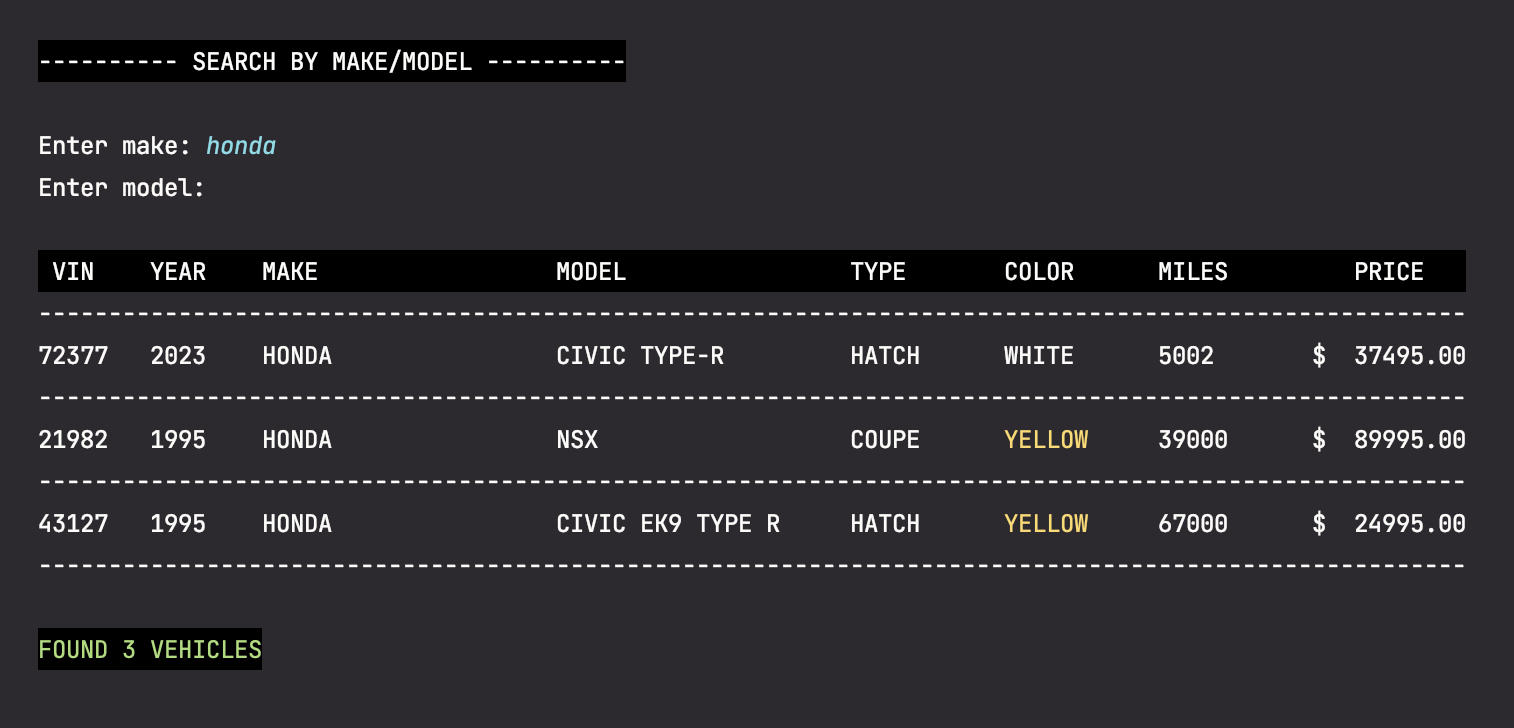 ---------- SEARCH BY MAKE/MODEL ----------
Enter make: honda
Enter model:
VIN    YEAR    MAKE                 MODEL                TYPE       COLOR      MILES         PRICE
------------------------------------------------------------------------------------------------------
72377   2023    HONDA                CIVIC TYPE-R         HATCH      WHITE      5002       $  37495.00
------------------------------------------------------------------------------------------------------
21982   1995    HONDA                NSX                  COUPE      YELLOW     39000      $  89995.00
------------------------------------------------------------------------------------------------------
43127   1995    HONDA                CIVIC EK9 TYPE R     HATCH      YELLOW     67000      $  24995.00
------------------------------------------------------------------------------------------------------
FOUND 3 VEHICLES